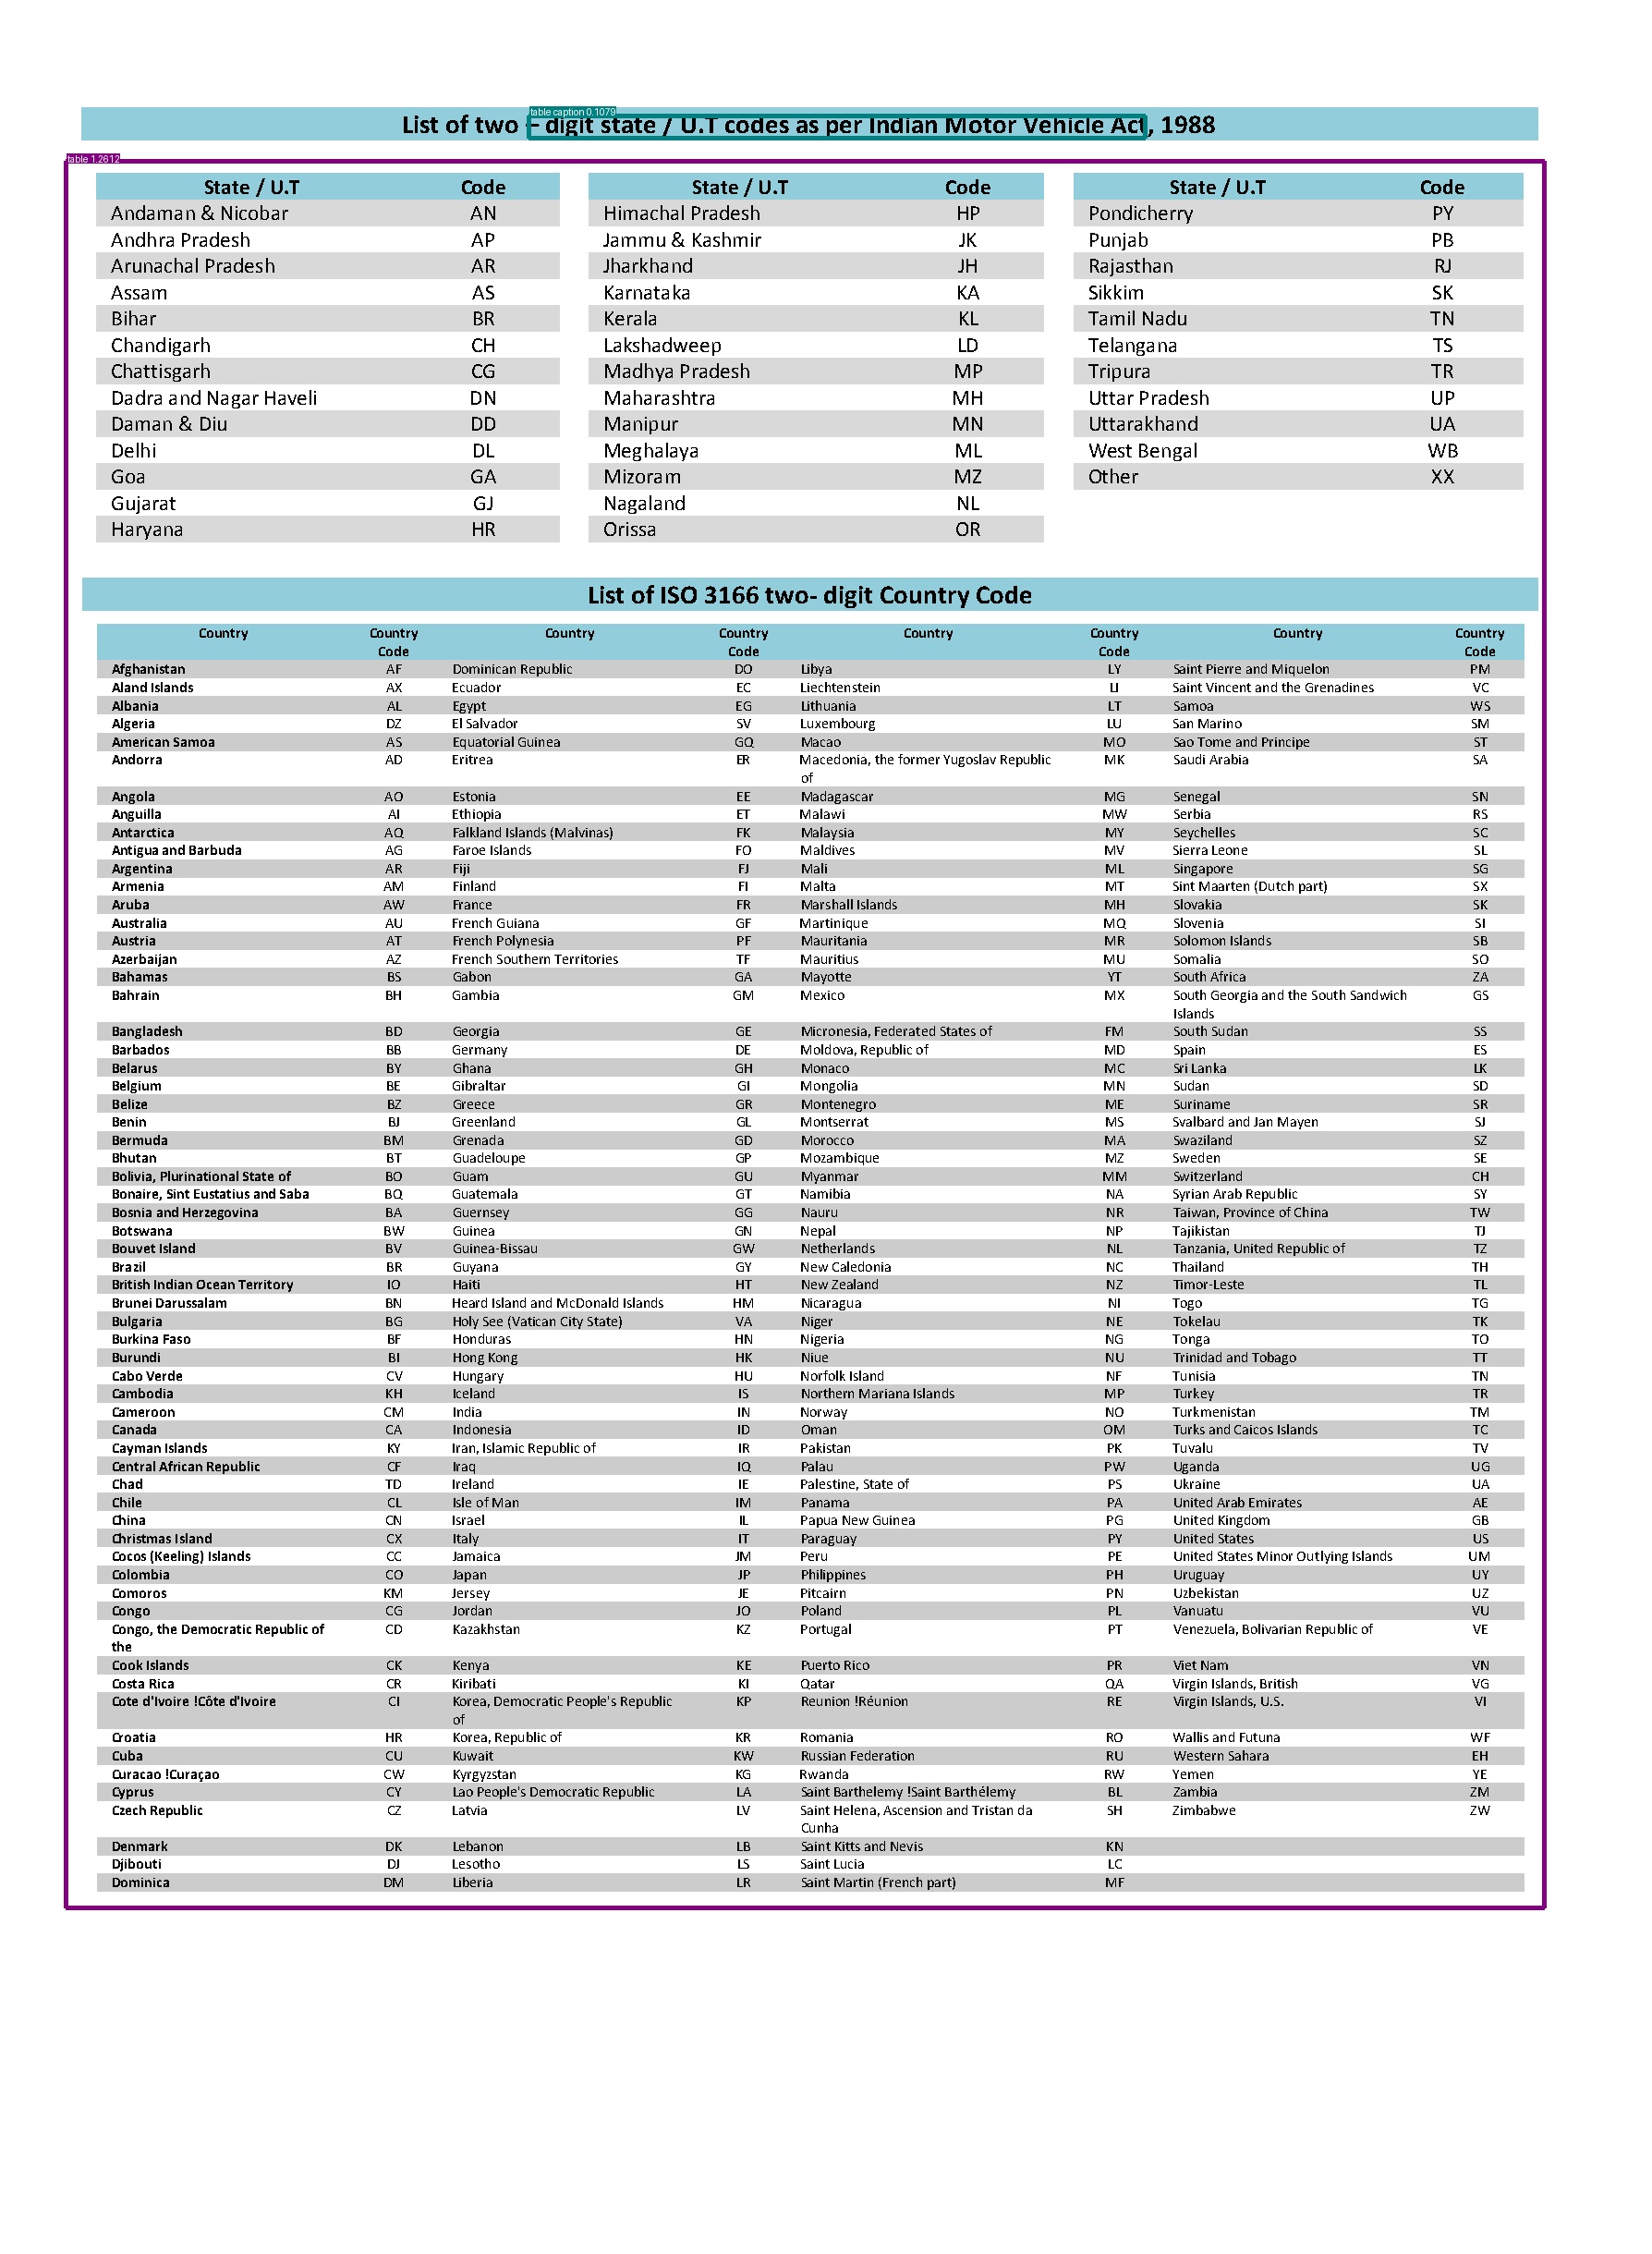 table caption 0.1079
List of two – digit state / U.T codes as per Indian Motor Vehicle Act, 1988
table 1.2612
State / U.T Code State / U.T Code State / U.T Code
Andaman & Nicobar AN Himachal Pradesh HP Pondicherry PY
Andhra Pradesh AP Jammu & Kashmir JK Punjab PB
Arunachal Pradesh AR Jharkhand JH Rajasthan RJ
Assam AS Karnataka KA Sikkim SK
Bihar BR Kerala KL Tamil Nadu TN
Chandigarh CH Lakshadweep LD Telangana TS
Chattisgarh CG Madhya Pradesh MP Tripura TR
Dadra and Nagar Haveli DN Maharashtra MH Uttar Pradesh UP
Daman & Diu DD Manipur MN Uttarakhand UA
Delhi DL Meghalaya ML West Bengal WB
Goa GA Mizoram MZ Other XX
Gujarat GJ Nagaland NL
Haryana HR Orissa OR
List of ISO 3166 two- digit Country Code
Country Country Country Country Country Country Country Country
Code Code Code Code
Afghanistan AF Dominican Republic DO Libya LY Saint Pierre and Miquelon PM
Aland Islands AX Ecuador EC Liechtenstein LI Saint Vincent and the Grenadines VC
Albania AL Egypt EG Lithuania LT Samoa WS
Algeria DZ El Salvador SV Luxembourg LU San Marino SM
American Samoa AS Equatorial Guinea GQ Macao MO Sao Tome and Principe ST
Andorra AD Eritrea ER Macedonia, the former Yugoslav Republic MK Saudi Arabia SA
of
Angola AO Estonia EE Madagascar MG Senegal SN
Anguilla AI Ethiopia ET Malawi MW Serbia RS
Antarctica AQ Falkland Islands (Malvinas) FK Malaysia MY Seychelles SC
Antigua and Barbuda AG Faroe Islands FO Maldives MV Sierra Leone SL
Argentina AR Fiji FJ Mali ML Singapore SG
Armenia AM Finland FI Malta MT Sint Maarten (Dutch part) SX
Aruba AW France FR Marshall Islands MH Slovakia SK
Australia AU French Guiana GF Martinique MQ Slovenia SI
Austria AT French Polynesia PF Mauritania MR Solomon Islands SB
Azerbaijan AZ French Southern Territories TF Mauritius MU Somalia SO
Bahamas BS Gabon GA Mayotte YT South Africa ZA
Bahrain BH Gambia GM Mexico MX South Georgia and the South Sandwich GS
Islands
Bangladesh BD Georgia GE Micronesia, Federated States of FM South Sudan SS
Barbados BB Germany DE Moldova, Republic of MD Spain ES
Belarus BY Ghana GH Monaco MC Sri Lanka LK
Belgium BE Gibraltar GI Mongolia MN Sudan SD
Belize BZ Greece GR Montenegro ME Suriname SR
Benin BJ Greenland GL Montserrat MS Svalbard and Jan Mayen SJ
Bermuda BM Grenada GD Morocco MA Swaziland SZ
Bhutan BT Guadeloupe GP Mozambique MZ Sweden SE
Bolivia, Plurinational State of BO Guam GU Myanmar MM Switzerland CH
Bonaire, Sint Eustatius and Saba BQ Guatemala GT Namibia NA Syrian Arab Republic SY
Bosnia and Herzegovina BA Guernsey GG Nauru NR Taiwan, Province of China TW
Botswana BW Guinea GN Nepal NP Tajikistan TJ
Bouvet Island BV Guinea-Bissau GW Netherlands NL Tanzania, United Republic of TZ
Brazil BR Guyana GY New Caledonia NC Thailand TH
British Indian Ocean Territory IO Haiti HT New Zealand NZ Timor-Leste TL
Brunei Darussalam BN Heard Island and McDonald Islands HM Nicaragua NI Togo TG
Bulgaria BG Holy See (Vatican City State) VA Niger NE Tokelau TK
Burkina Faso BF Honduras HN Nigeria NG Tonga TO
Burundi BI Hong Kong HK Niue NU Trinidad and Tobago TT
Cabo Verde CV Hungary HU Norfolk Island NF Tunisia TN
Cambodia KH Iceland IS Northern Mariana Islands MP Turkey TR
Cameroon CM India IN Norway NO Turkmenistan TM
Canada CA Indonesia ID Oman OM Turks and Caicos Islands TC
Cayman Islands KY Iran, Islamic Republic of IR Pakistan PK Tuvalu TV
Central African Republic CF Iraq IQ Palau PW Uganda UG
Chad TD Ireland IE Palestine, State of PS Ukraine UA
Chile CL Isle of Man IM Panama PA United Arab Emirates AE
China CN Israel IL Papua New Guinea PG United Kingdom GB
Christmas Island CX Italy IT Paraguay PY United States US
Cocos (Keeling) Islands CC Jamaica JM Peru PE United States Minor Outlying Islands UM
Colombia CO Japan JP Philippines PH Uruguay UY
Comoros KM Jersey JE Pitcairn PN Uzbekistan UZ
Congo CG Jordan JO Poland PL Vanuatu VU
Congo, the Democratic Republic of CD Kazakhstan KZ Portugal PT Venezuela, Bolivarian Republic of VE
the
Cook Islands CK Kenya KE Puerto Rico PR Viet Nam VN
Costa Rica CR Kiribati KI Qatar QA Virgin Islands, British VG
Cote d'Ivoire !Côte d'Ivoire CI Korea, Democratic People's Republic KP Reunion !Réunion RE Virgin Islands, U.S. VI
of
Croatia HR Korea, Republic of KR Romania RO Wallis and Futuna WF
Cuba CU Kuwait KW Russian Federation RU Western Sahara EH
Curacao !Curaçao CW Kyrgyzstan KG Rwanda RW Yemen YE
Cyprus CY Lao People's Democratic Republic LA Saint Barthelemy !Saint Barthélemy BL Zambia ZM
Czech Republic CZ Latvia LV Saint Helena, Ascension and Tristan da SH Zimbabwe ZW
Cunha
Denmark DK Lebanon LB Saint Kitts and Nevis KN
Djibouti DJ Lesotho LS Saint Lucia LC
Dominica DM Liberia LR Saint Martin (French part) MF